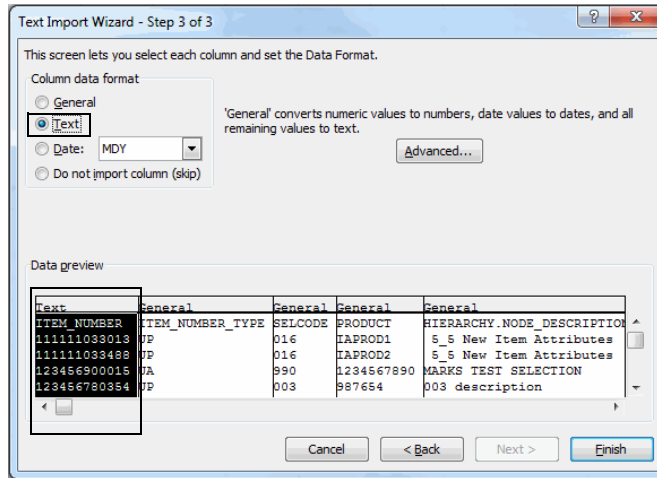 Text Import Wizard - Step 3 of 3
This screen lets you select each column and set the Data Format.
Column data format
General
Text
Date: MDY
Do not import column (skip)
'General' converts numeric values to numbers, date values to dates, and all
remaining values to text.
Advanced...
Data preview
Text General General General General
ITEM_NUMBER ITEM_NUMBER_TYPE SELCODE PRODUCT HIERARCHY.NODE_DESCRIPTION
111111033013 UP 016 IAPROD1 5_5 New Item Attributes
111111033488 UP 016 IAPROD2 5_5 New Item Attributes
123456900015 UA 990 1234567890 MARKS TEST SELECTION
123456780354 UP 003 987654 003 description
Cancel < Back Next > Finish